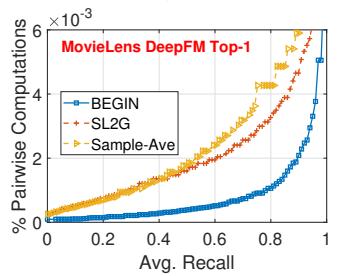 ×10⁻³
MovieLens DeepFM Top-1
% Pairwise Computations
6
4
2
0
BEGIN
SL2G
Sample-Ave
0 0.2 0.4 0.6 0.8 1
Avg. Recall